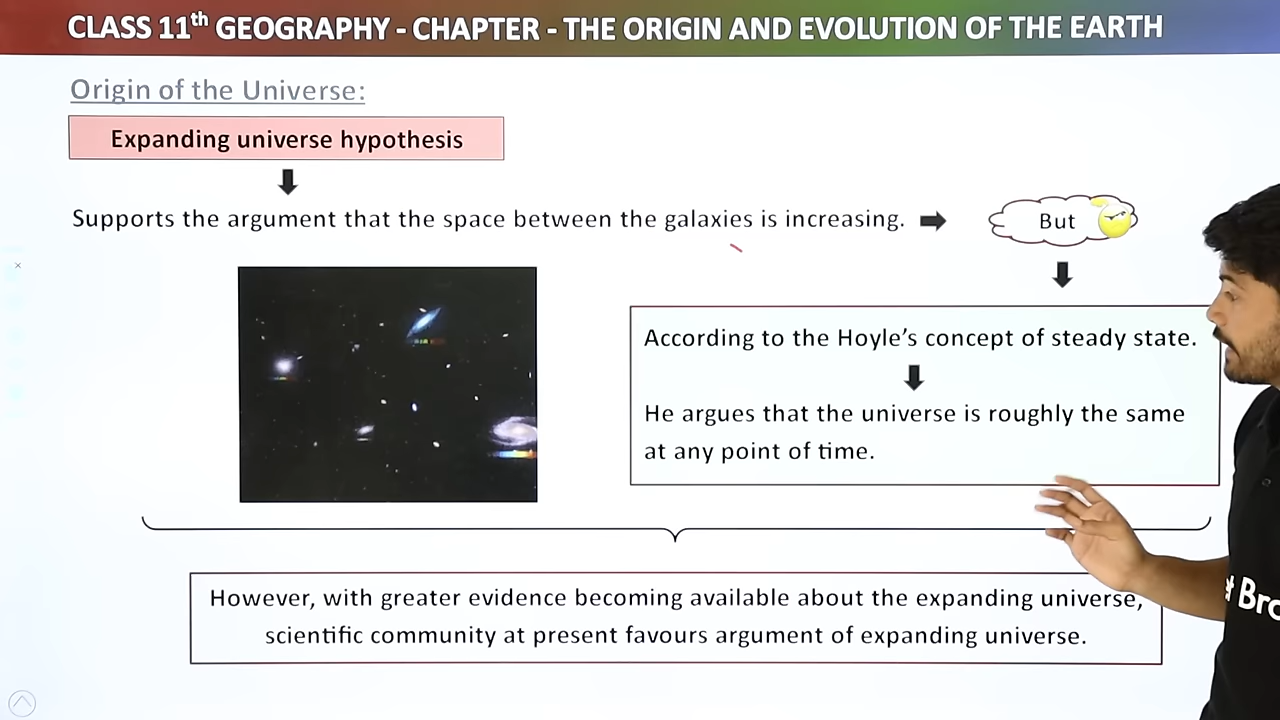 CLASS 11th GEOGRAPHY - CHAPTER - THE ORIGIN AND EVOLUTION OF THE EARTH
Origin of the Universe:
Expanding universe hypothesis
Supports the argument that the space between the galaxies is increasing.
But
According to the Hoyle’s concept of steady state.
He argues that the universe is roughly the same
at any point of time.
However, with greater evidence becoming available about the expanding universe,
scientific community at present favours argument of expanding universe.